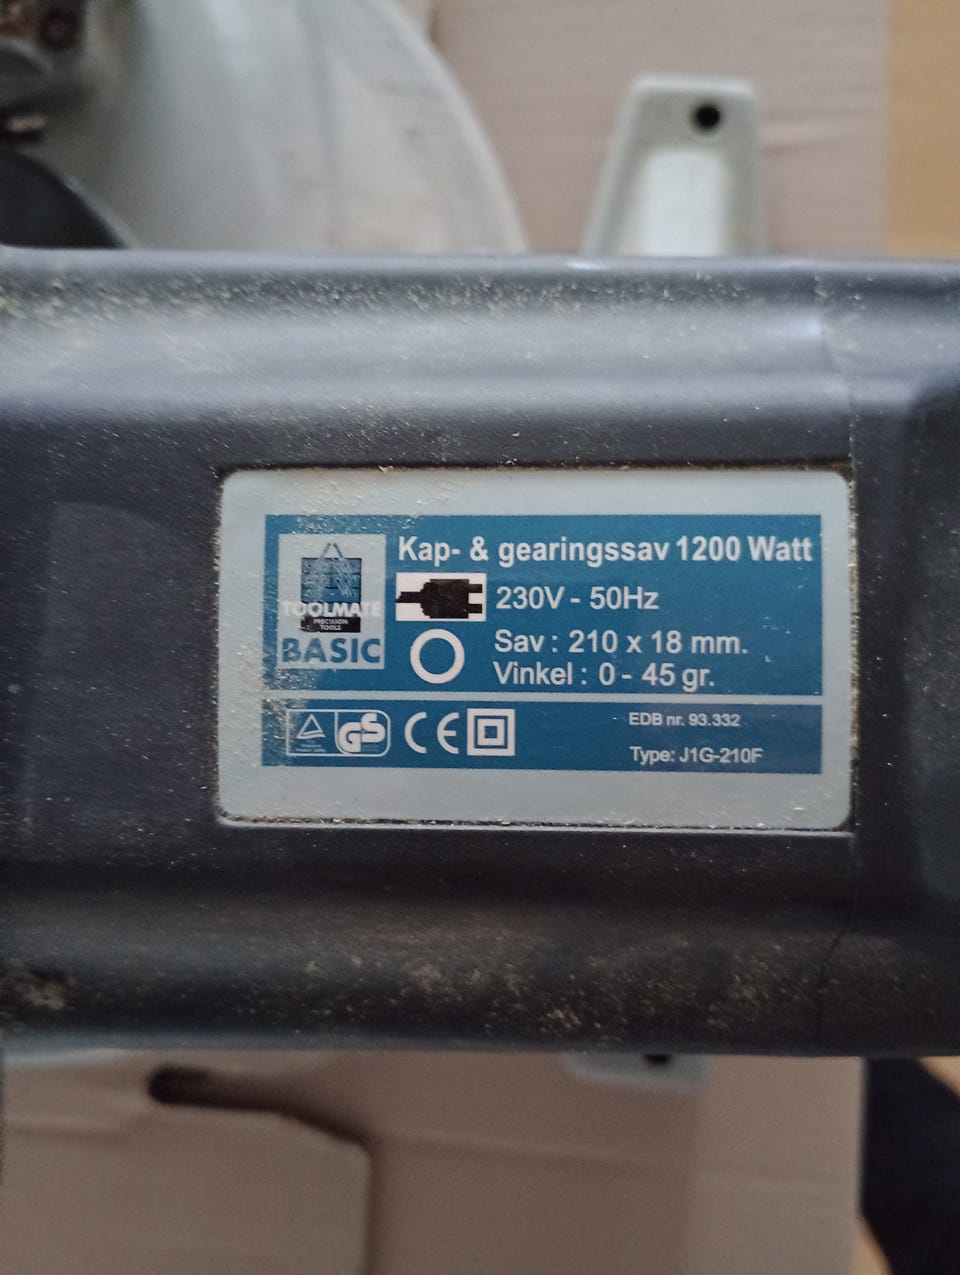 Kap- & gearingssav 1200 Watt
TOOLMATE
PRECISION
TOOLS
BASIC
230V - 50Hz
Sav : 210 x 18 mm.
Vinkel : 0 - 45 gr.
GS
CE
EDB nr. 93.332
Type: J1G-210F